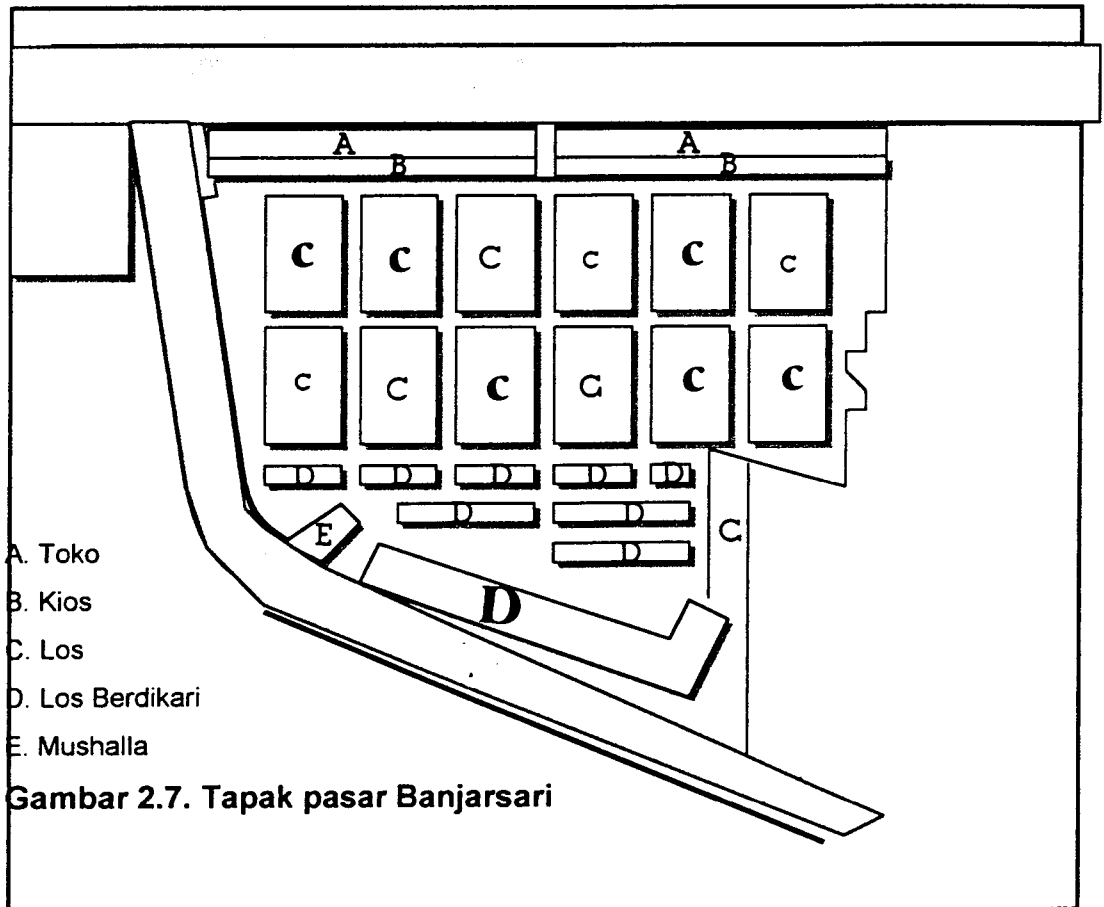 A A
B B
c c C c c c
c C c C c c
D D D D D
D D C
E D
D
A. Toko
B. Kios
C. Los
D. Los Berdikari
E. Mushalla
Gambar 2.7. Tapak pasar Banjarsari